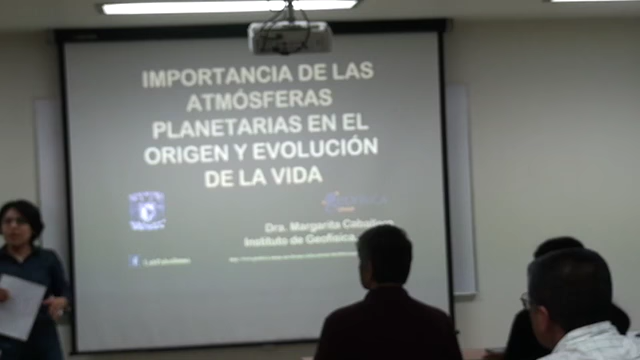 IMPORTANCIA DE LAS
ATMÓSFERAS
PLANETARIAS EN EL
ORIGEN Y EVOLUCIÓN
DE LA VIDA
Dra. Margarita Caballero
Instituto de Geofísica